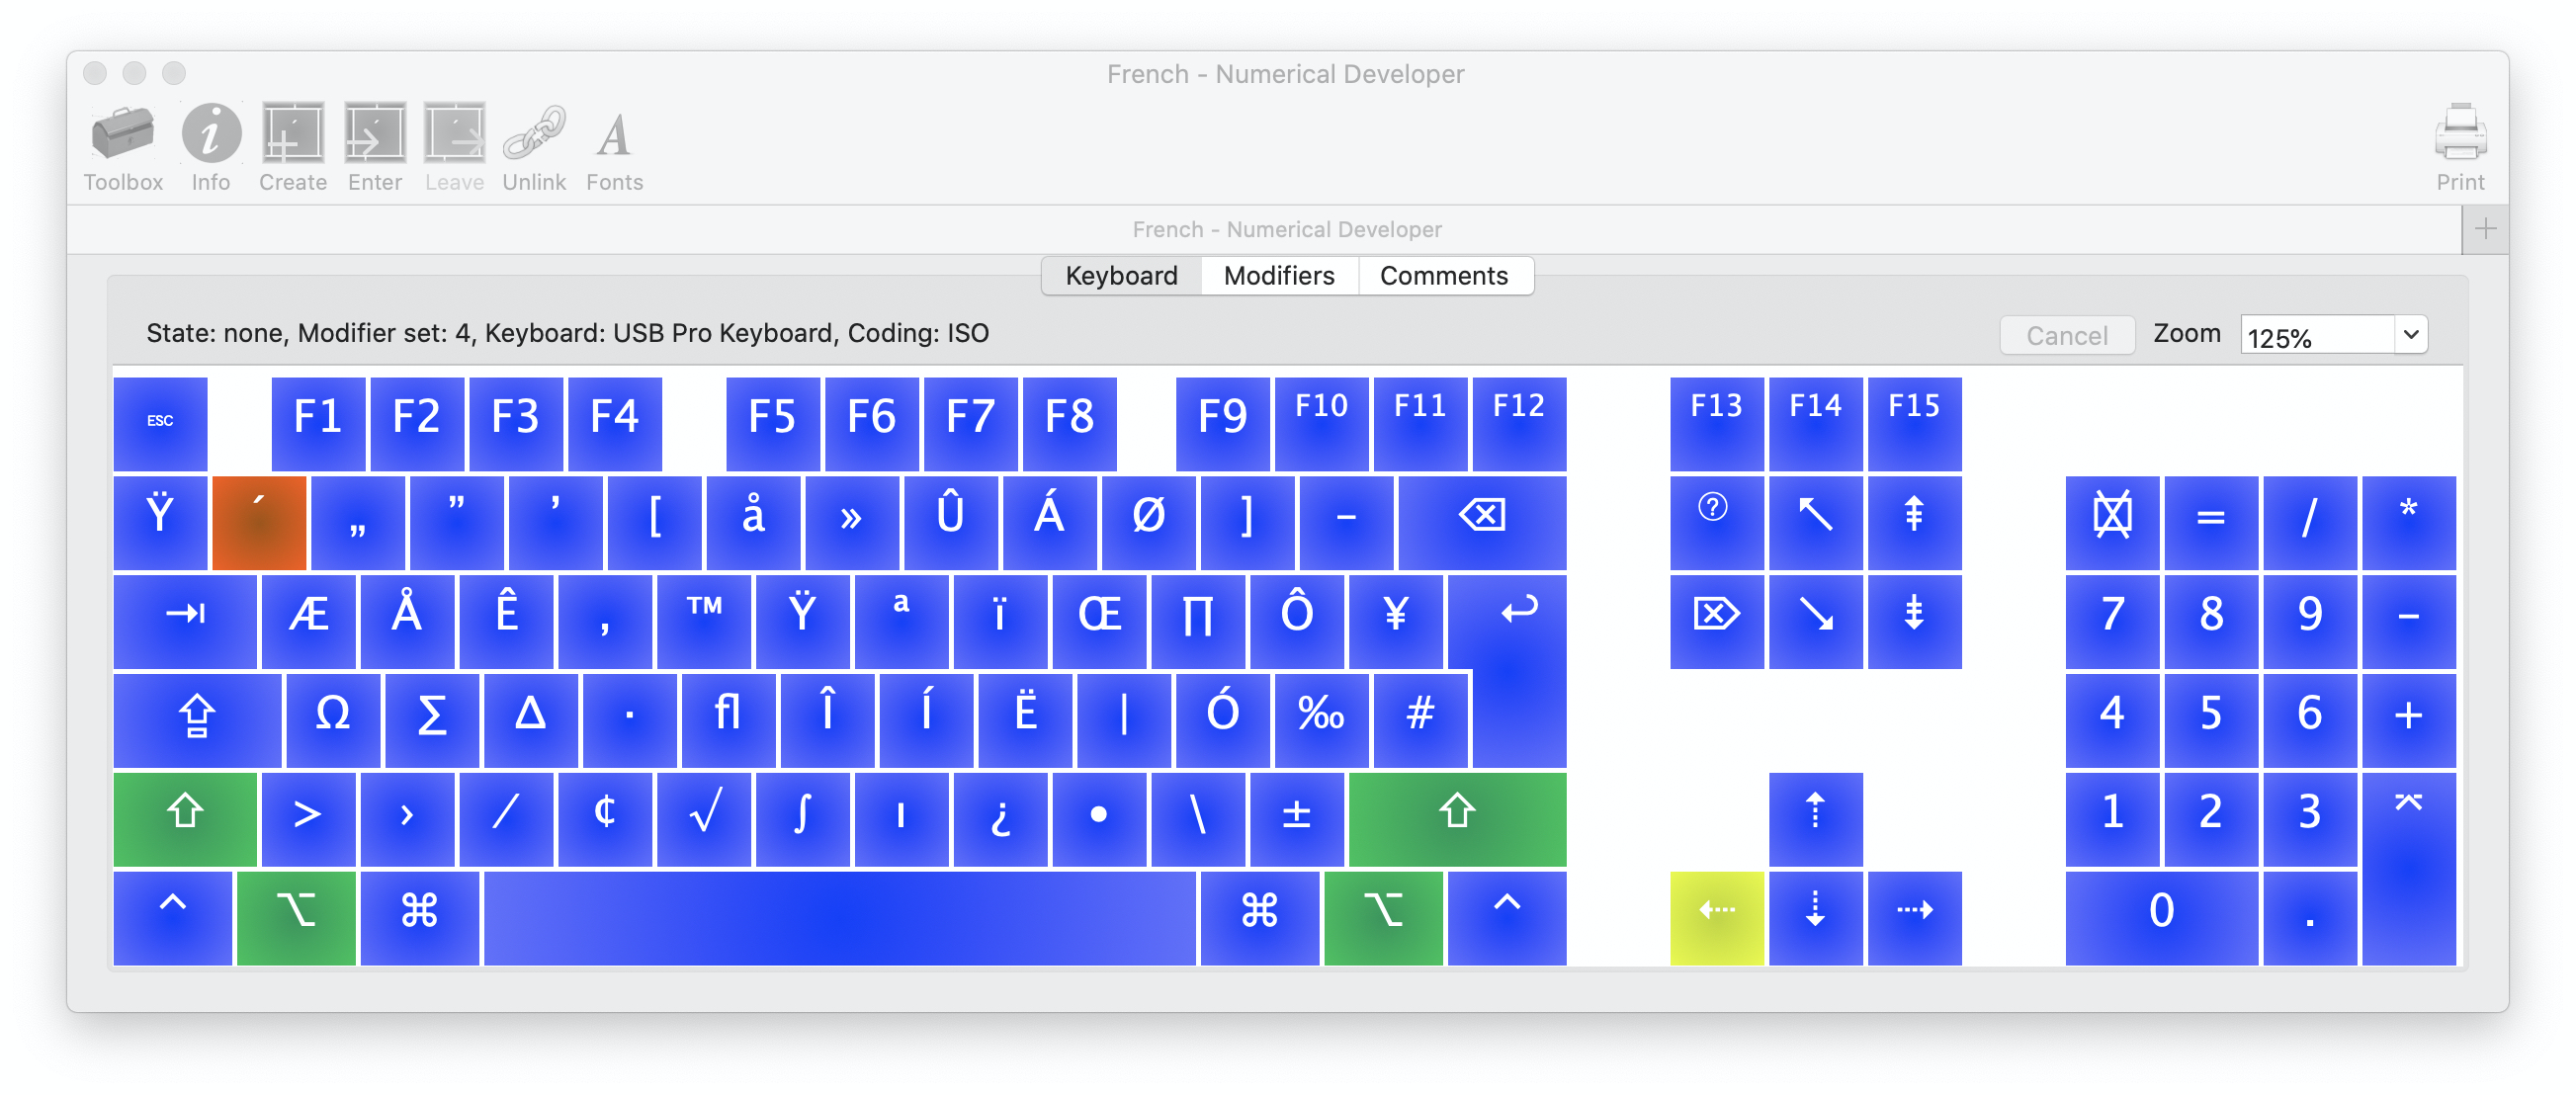 French - Numerical Developer
Toolbox Info Create Enter Leave Unlink Fonts Print
French - Numerical Developer +
Keyboard Modifiers Comments
State: none, Modifier set: 4, Keyboard: USB Pro Keyboard, Coding: ISO Cancel Zoom 125%
ESC F1 F2 F3 F4 F5 F6 F7 F8 F9 F10 F11 F12 F13 F14 F15
Ÿ ´ „ ” ’ [ å » Û Á Ø ] – ⌫ ? ↖ ⇞ = / *
⇥ Æ Å Ê ‚ ™ Ÿ ª ï Œ ∏ Ô ¥ ↩ ⌦ ↘ ⇟ 7 8 9 -
⇪ Ω ∑ ∆ · ﬂ Î Í Ë | Ó ‰ # 4 5 6 +
⇧ > › ⁄ ¢ √ ∫ ı ¿ • \ ± ⇧ ⇡ 1 2 3 ⌤
⌃ ⌥ ⌘ ⌘ ⌥ ⌃ ⇠ ⇣ ⇢ 0 .